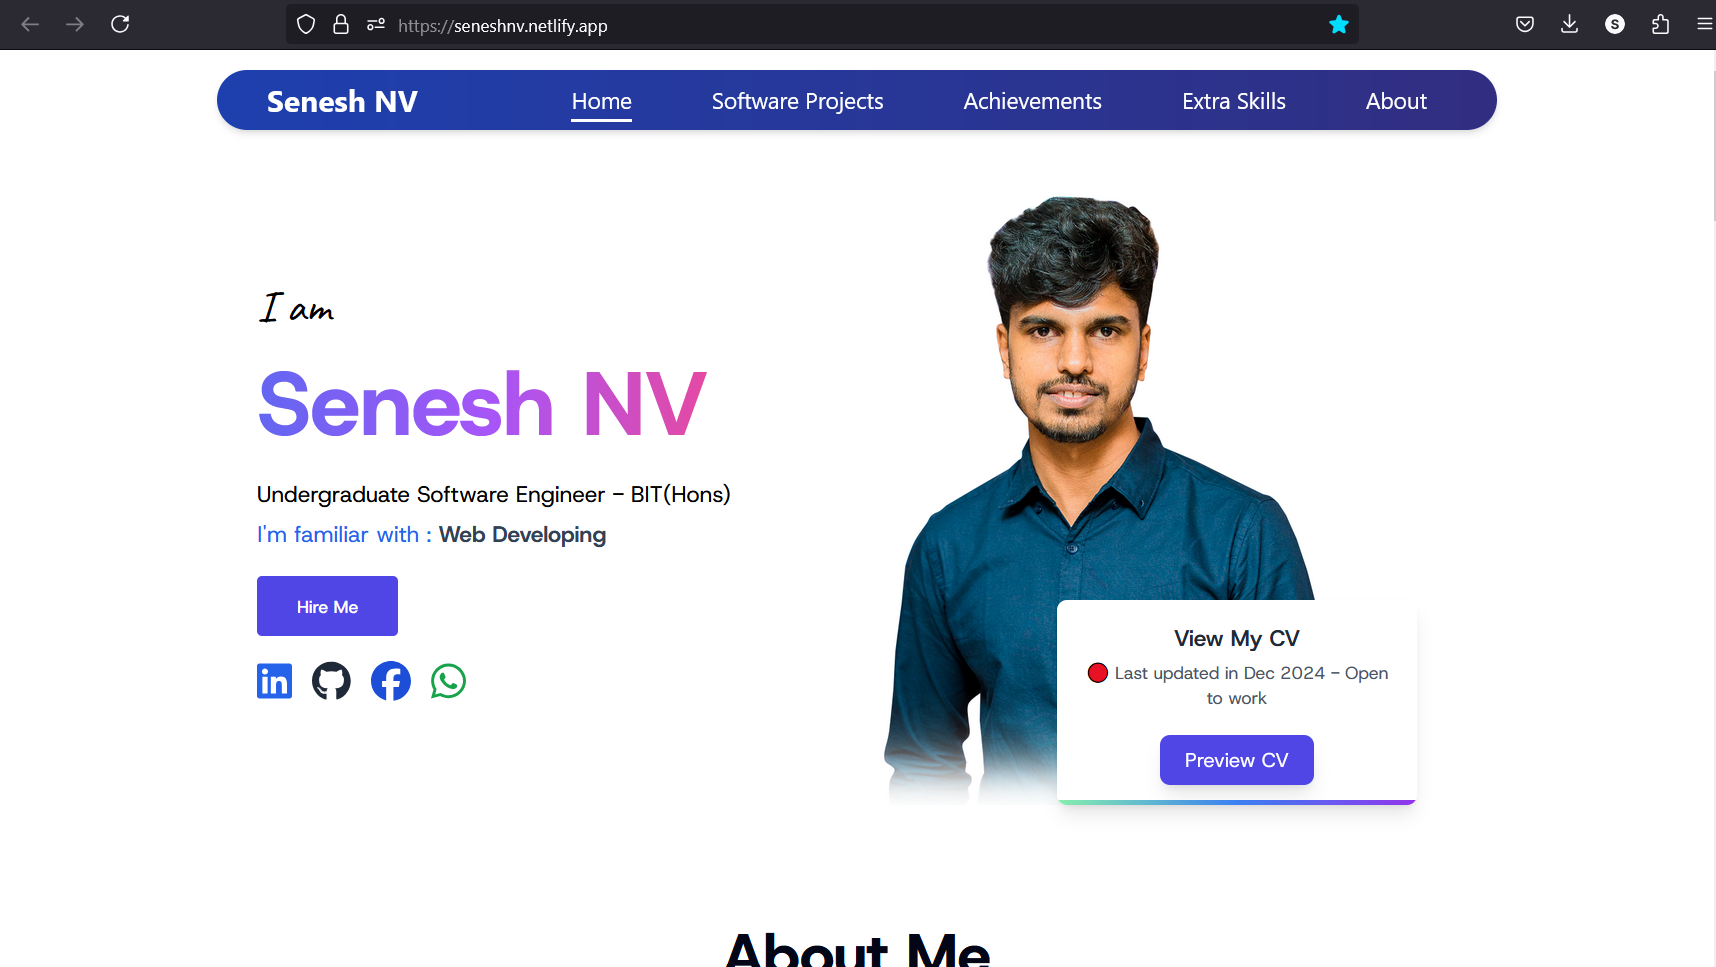 https://seneshnv.netlify.app
S
Senesh NV
Home
Software Projects
Achievements
Extra Skills
About
I am
Senesh NV
Undergraduate Software Engineer - BIT(Hons)
I'm familiar with : Web Developing
Hire Me
in
View My CV
Last updated in Dec 2024 - Open
to work
Preview CV
About Me